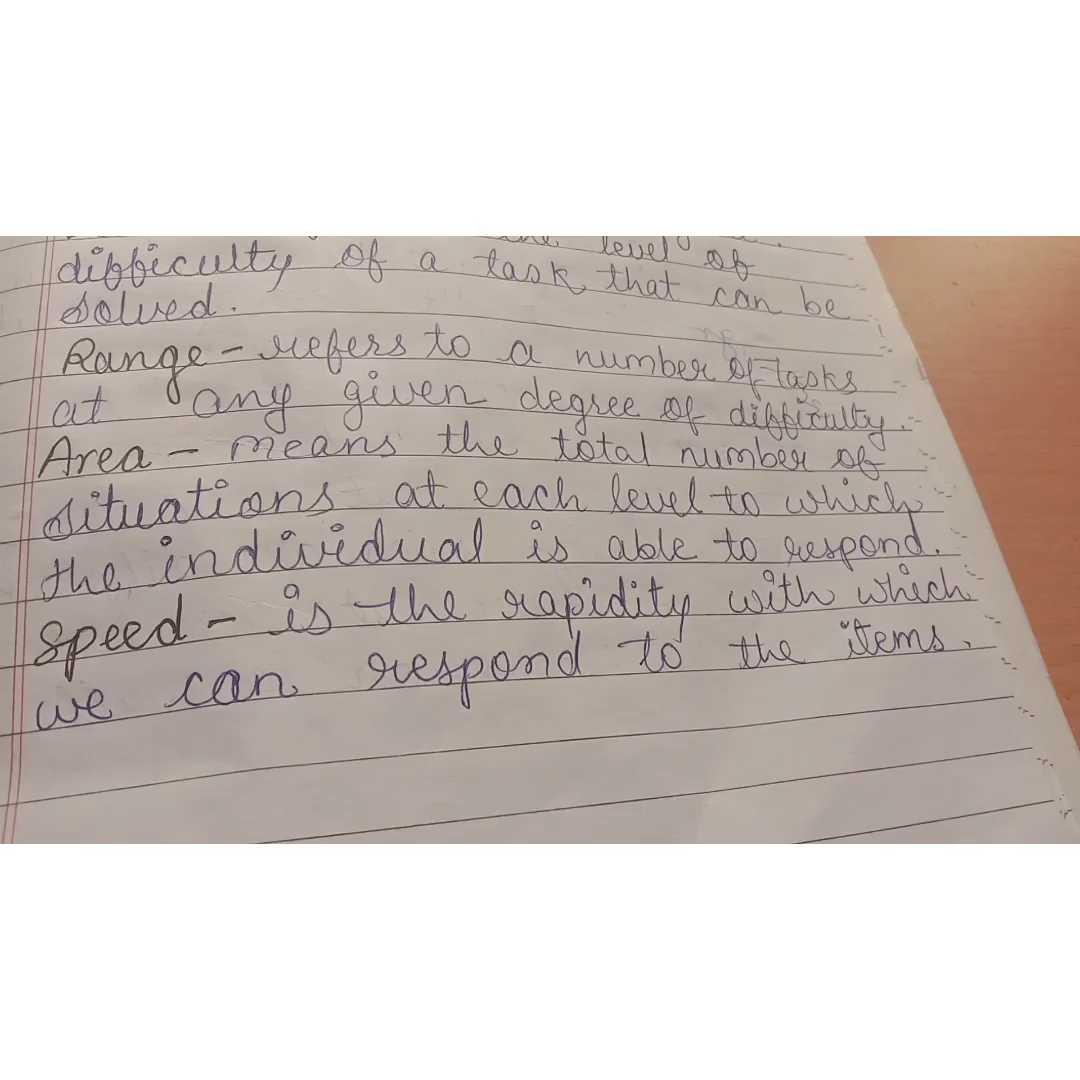 level of
difficulty of a task that can be
solved.
Range - refers to a number of tasks
at any given degree of difficulty.
Area - means the total number of
situations at each level to which
the individual is able to respond.
Speed - is the rapidity with which
we can respond to the items.